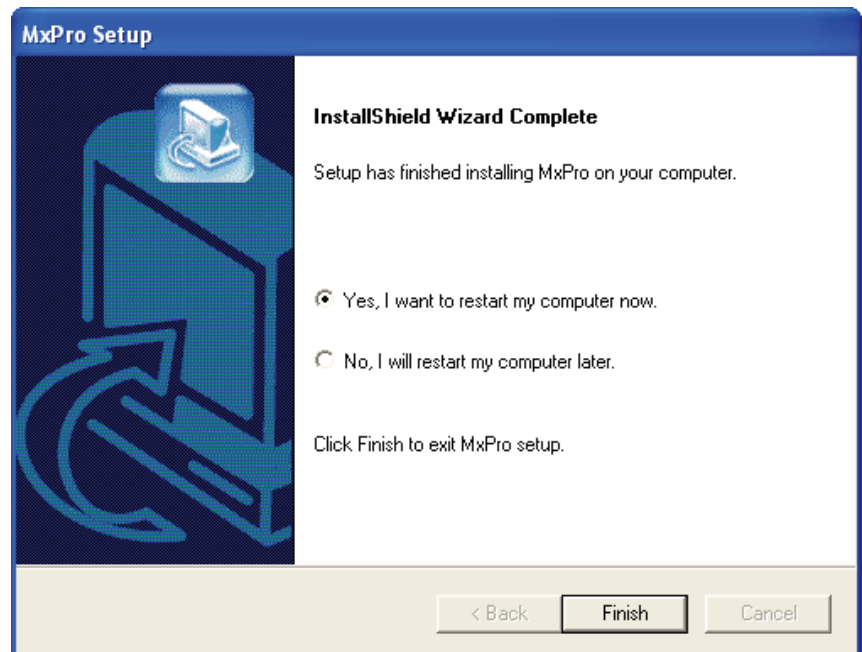 MxPro Setup
InstallShield Wizard Complete
Setup has finished installing MxPro on your computer.
Yes, I want to restart my computer now.
No, I will restart my computer later.
Click Finish to exit MxPro setup.
< Back
Finish
Cancel